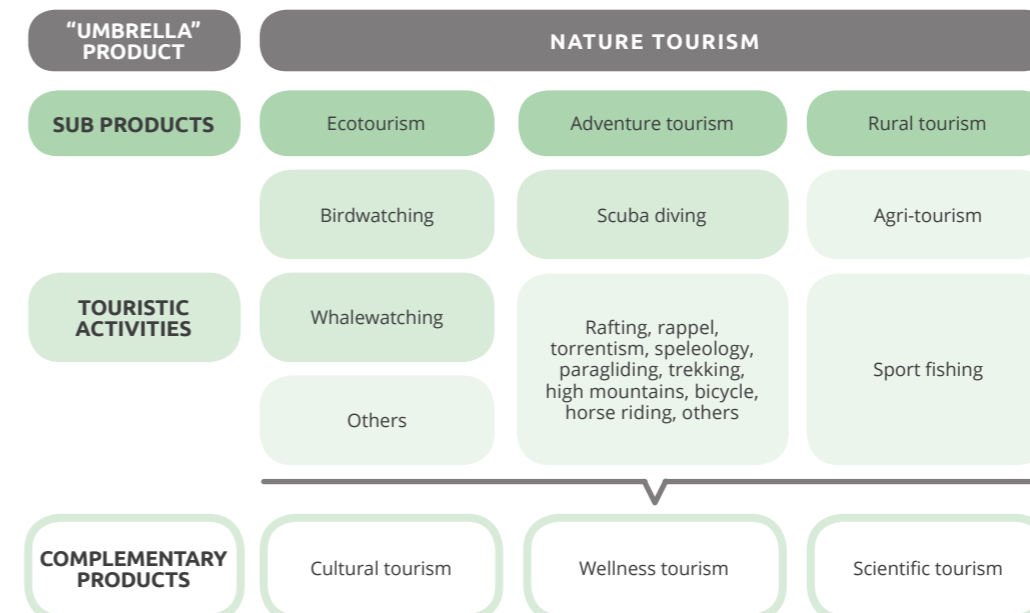 “UMBRELLA”
PRODUCT
NATURE TOURISM
SUB PRODUCTS
Ecotourism
Adventure tourism
Rural tourism
Birdwatching
Scuba diving
Agri-tourism
TOURISTIC
ACTIVITIES
Whalewatching
Rafting, rappel,
torrentism, speleology,
paragliding, trekking,
high mountains, bicycle,
horse riding, others
Sport fishing
Others
COMPLEMENTARY
PRODUCTS
Cultural tourism
Wellness tourism
Scientific tourism